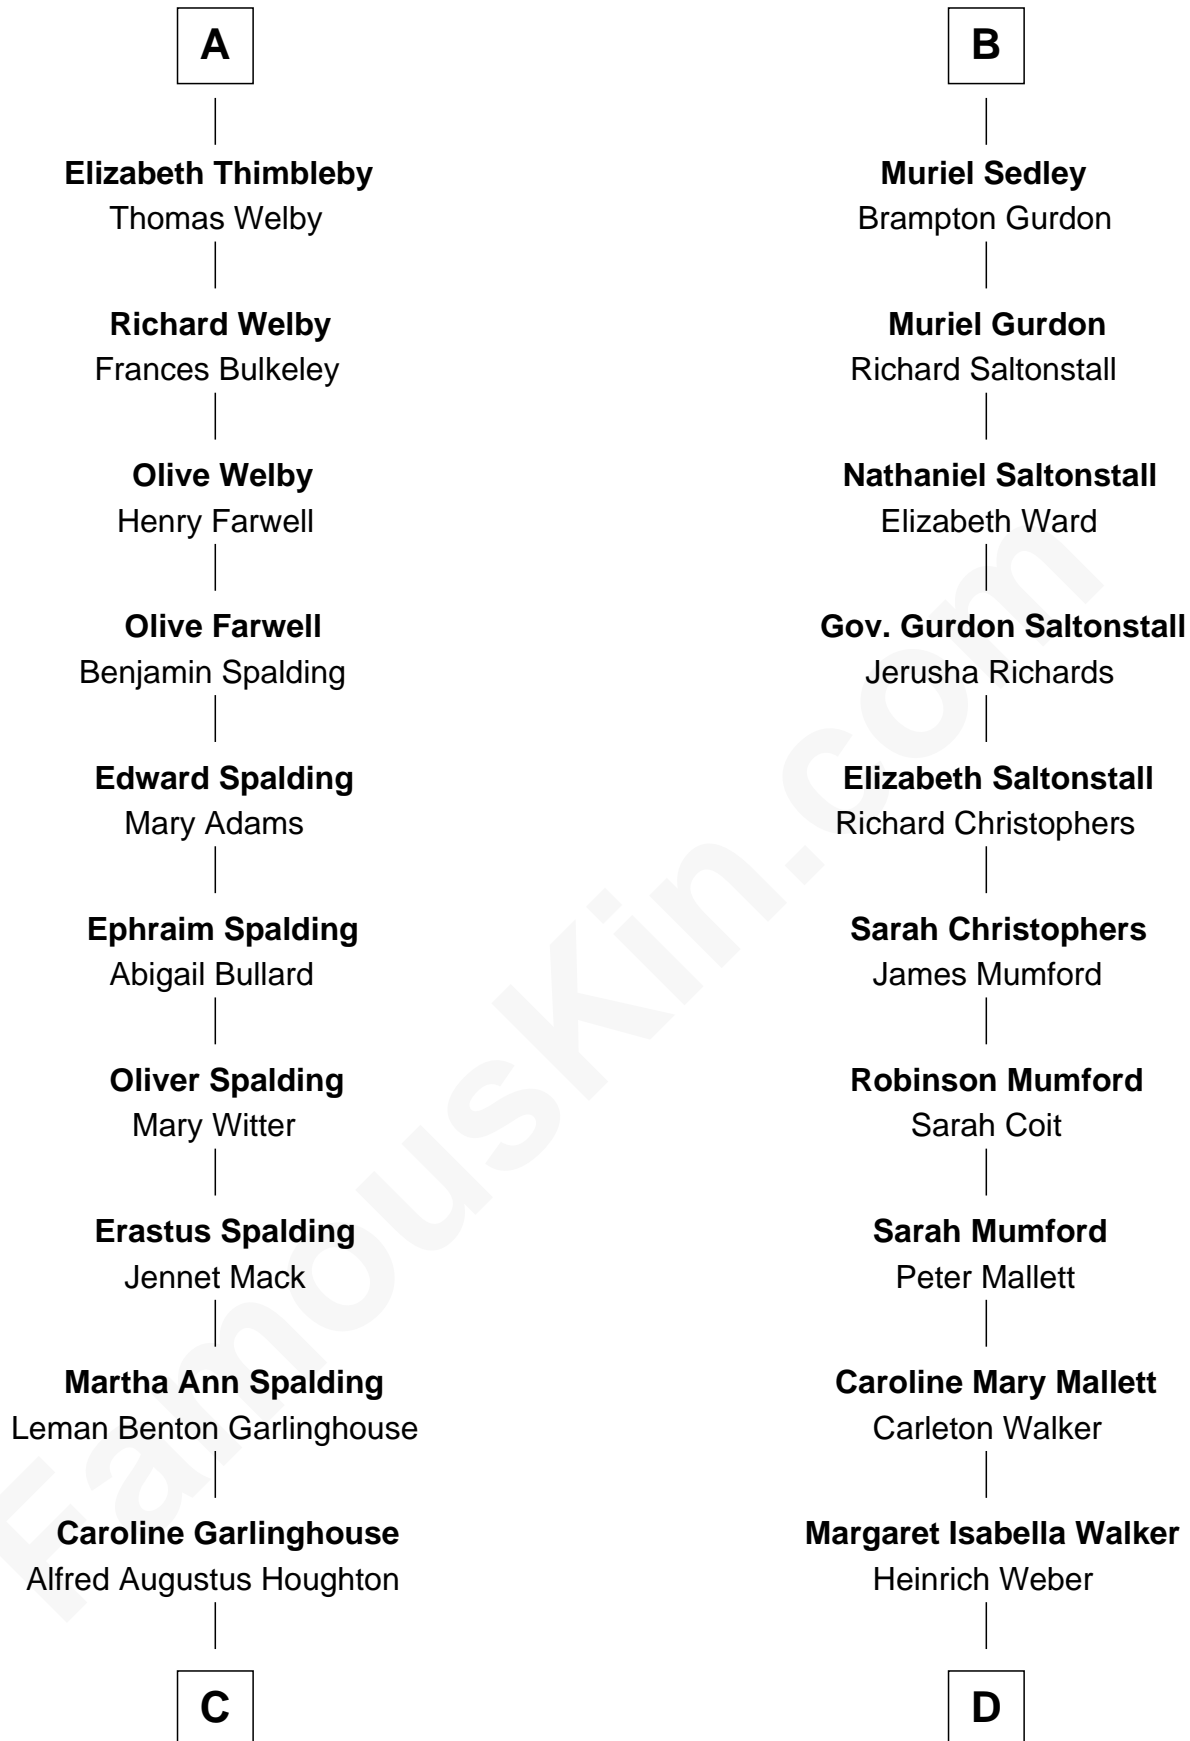 A
Elizabeth Thimbleby
Thomas Welby
Richard Welby
Frances Bulkeley
Olive Welby
Henry Farwell
Olive Farwell
Benjamin Spalding
Edward Spalding
Mary Adams
Ephraim Spalding
Abigail Bullard
Oliver Spalding
Mary Witter
Erastus Spalding
Jennet Mack
Martha Ann Spalding
Leman Benton Garlinghouse
Caroline Garlinghouse
Alfred Augustus Houghton
C
B
Muriel Sedley
Brampton Gurdon
Muriel Gurdon
Richard Saltonstall
Nathaniel Saltonstall
Elizabeth Ward
Gov. Gurdon Saltonstall
Jerusha Richards
Elizabeth Saltonstall
Richard Christophers
Sarah Christophers
James Mumford
Robinson Mumford
Sarah Coit
Sarah Mumford
Peter Mallett
Caroline Mary Mallett
Carleton Walker
Margaret Isabella Walker
Heinrich Weber
D
FamousKin.com